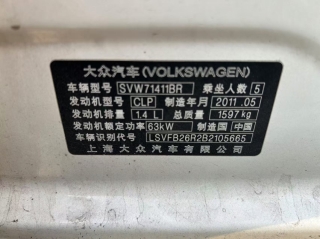 大众汽车(VOLKSWAGEN)
车辆型号 SVW71411BR 乘坐人数 5
发动机型号 CLP 制造年月 2011.05
发动机排量 1.4 L 总质量 1597kg
发动机额定功率 63kW 制造国 中国
车辆识别代号 LSVFB26R2B2105665
上海大众汽车有限公司